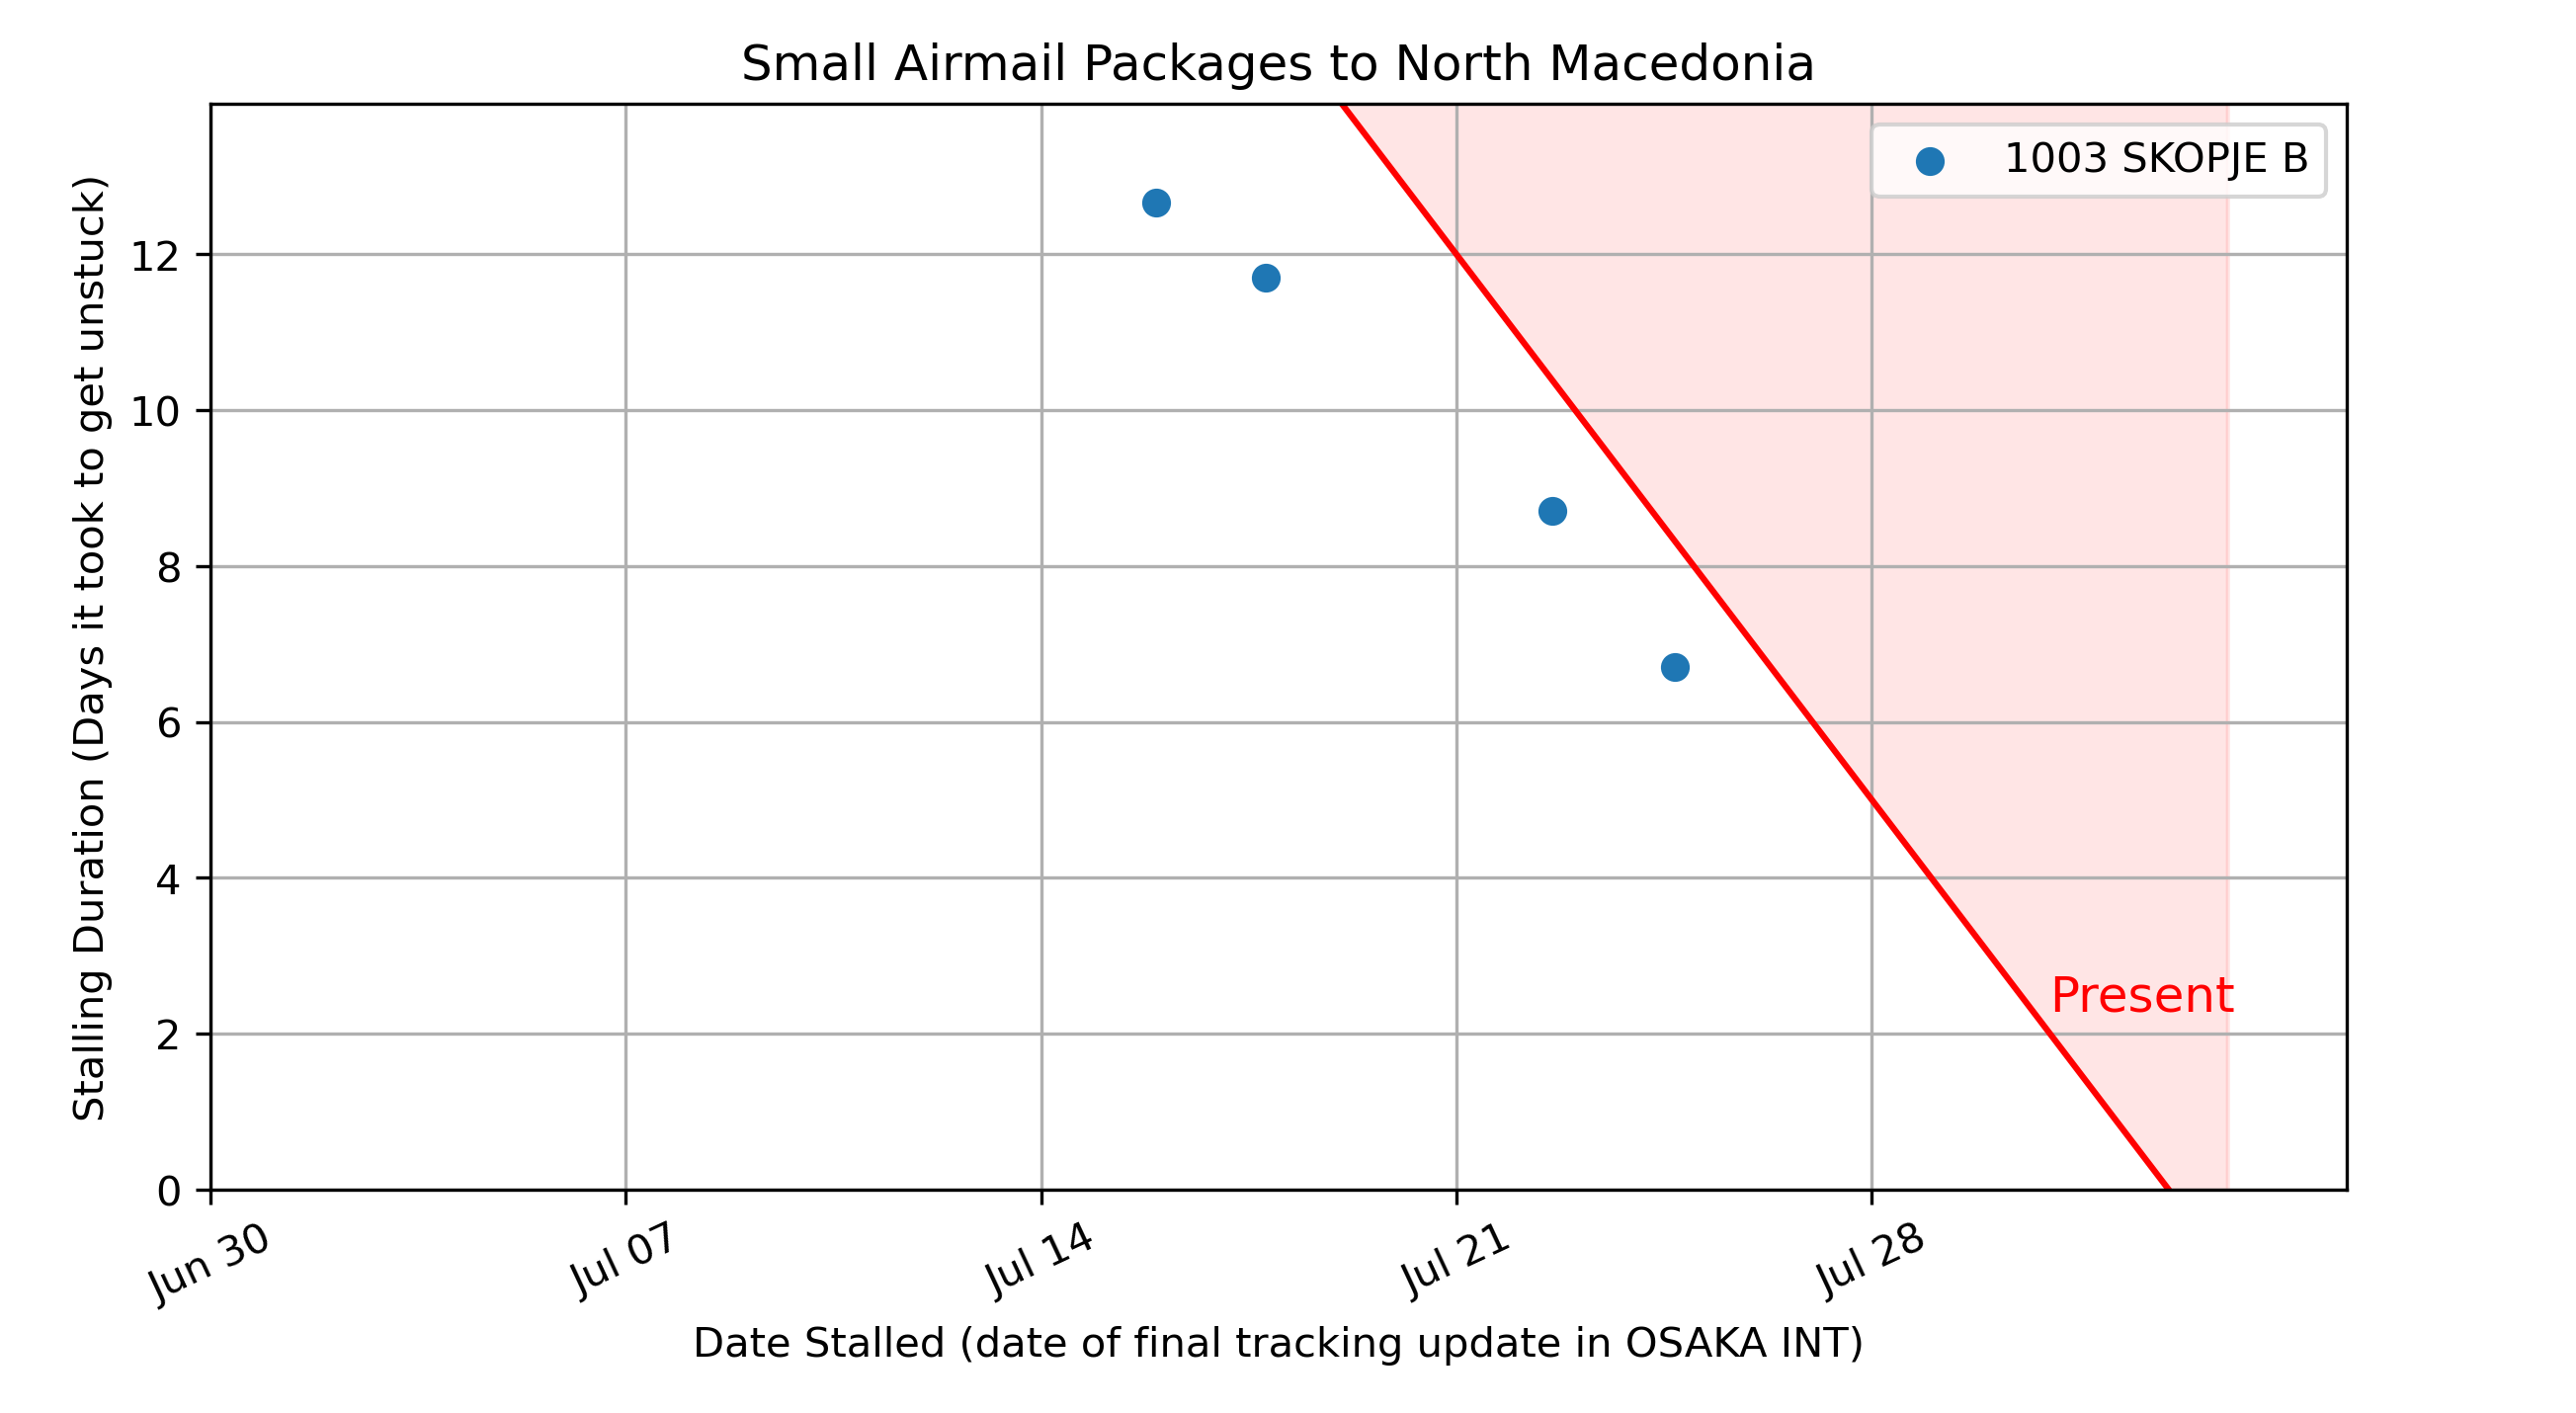 Small Airmail Packages to North Macedonia
1003 SKOPJE B
Stalling Duration (Days it took to get unstuck)
12
10
8
6
4
2
0
Present
Jun 30
Jul 07
Jul 14
Jul 21
Jul 28
Date Stalled (date of final tracking update in OSAKA INT)